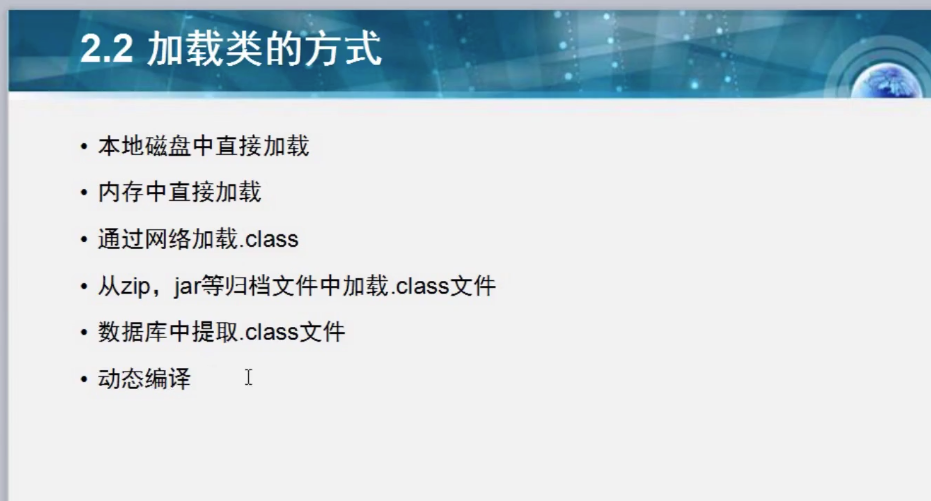 2.2 加载类的方式
• 本地磁盘中直接加载
• 内存中直接加载
• 通过网络加载.class
• 从zip，jar等归档文件中加载.class文件
• 数据库中提取.class文件
• 动态编译